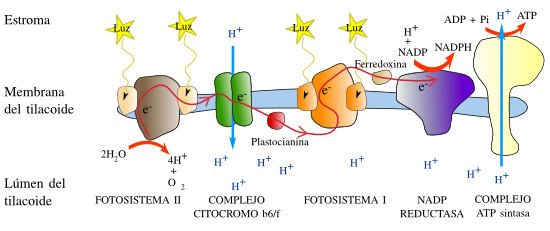 Estroma
Luz
Luz
Luz
Luz
H+
H+
+
NADP
NADPH
ADP + Pi
H+
ATP
Ferredoxina
Membrana
del tilacoide
e-
e-
e-
e-
Plastocianina
2H2O
4H+
+
O2
H+
H+
H+
H+
H+
H+
H+
H+
H+
H+
Lúmen del
tilacoide
FOTOSISTEMA II
COMPLEJO
CITOCROMO b6/f
FOTOSISTEMA I
NADP
REDUCTASA
COMPLEJO
ATP sintasa